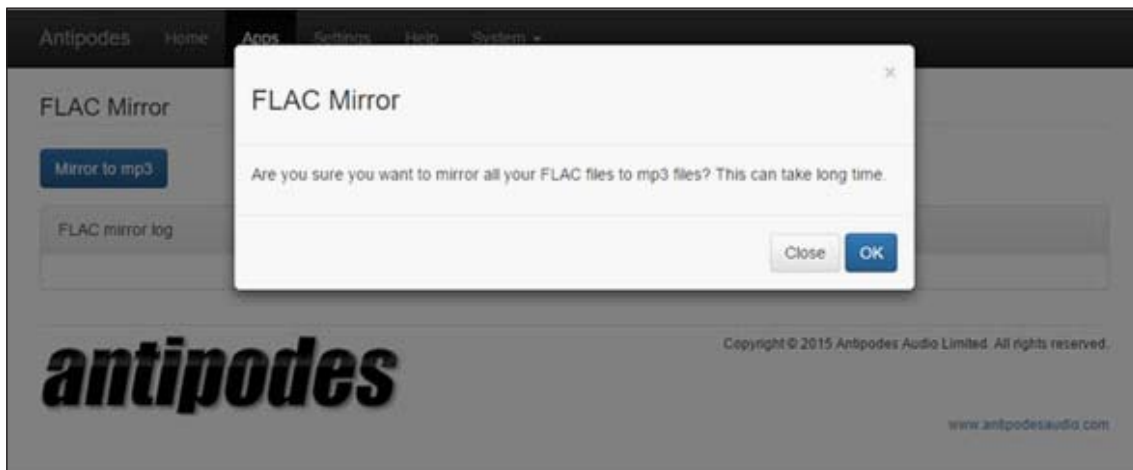 Antipodes Home Apps Settings Help System
FLAC Mirror
Mirror to mp3
FLAC mirror log
×
FLAC Mirror
Are you sure you want to mirror all your FLAC files to mp3 files? This can take long time.
Close OK
antipodes
Copyright © 2015 Antipodes Audio Limited. All rights reserved.
www.antipodesaudio.com